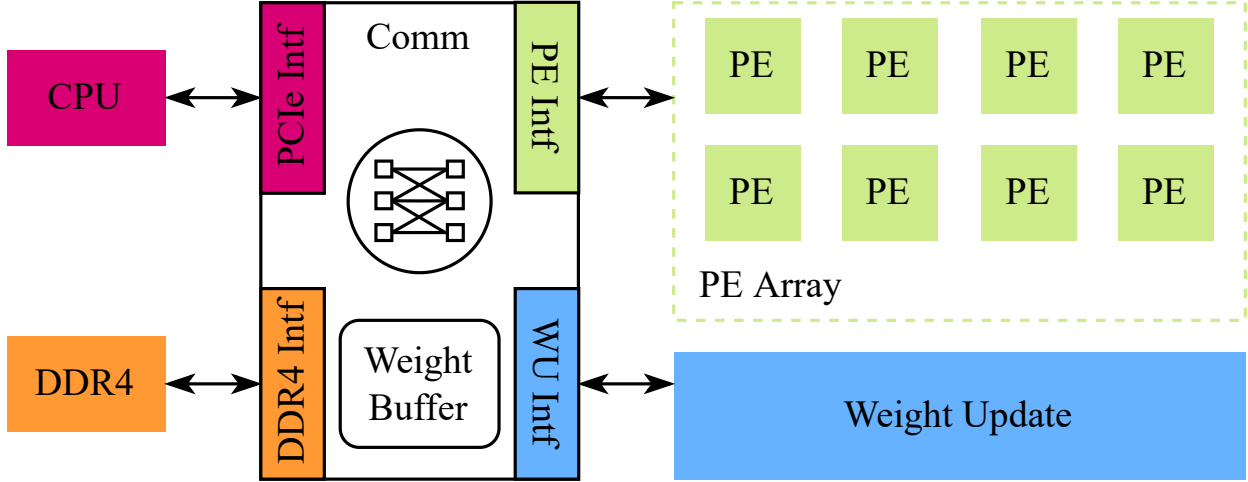 CPU
PCIe Intf
Comm
PE Intf
PE PE PE PE
PE PE PE PE
PE Array
DDR4
DDR4 Intf
Weight
Buffer
WU Intf
Weight Update